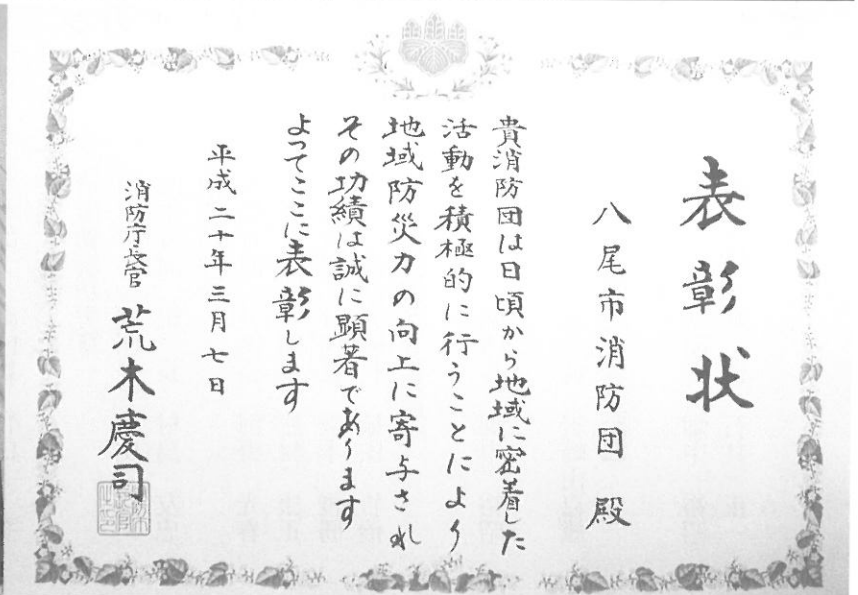 表彰状
八尾市消防団 殿
貴消防団は日頃から地域に密着した
活動を積極的に行うことにより
地域防災力の向上に寄与され
その功績は誠に顕著であります
よってここに表彰します
平成二十年三月七日
消防庁長官 荒木慶司